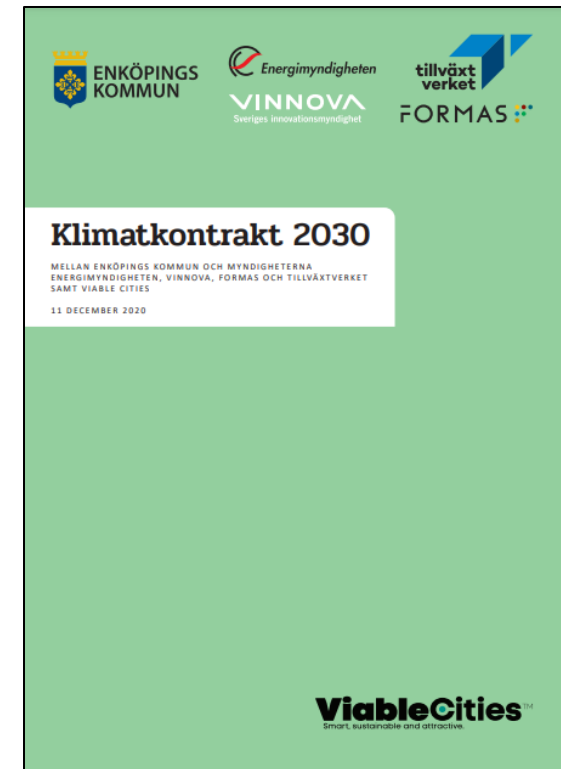 ENKÖPINGS
KOMMUN
Energimyndigheten
VINNOVA
Sveriges innovationsmyndighet
tillväxt
verket
FORMAS
Klimatkontrakt 2030
MELLAN ENKÖPINGS KOMMUN OCH MYNDIGHETERNA
ENERGIMYNDIGHETEN, VINNOVA, FORMAS OCH TILLVÄXTVERKET
SAMT VIABLE CITIES
11 DECEMBER 2020
ViableCities™
Smart, sustainable and attractive.